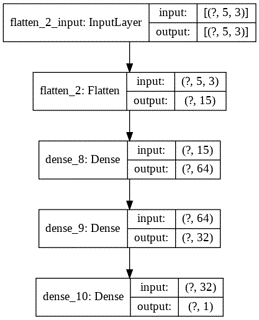 flatten_2_input: InputLayer
input: [(?, 5, 3)]
output: [(?, 5, 3)]
flatten_2: Flatten
input: (?, 5, 3)
output: (?, 15)
dense_8: Dense
input: (?, 15)
output: (?, 64)
dense_9: Dense
input: (?, 64)
output: (?, 32)
dense_10: Dense
input: (?, 32)
output: (?, 1)